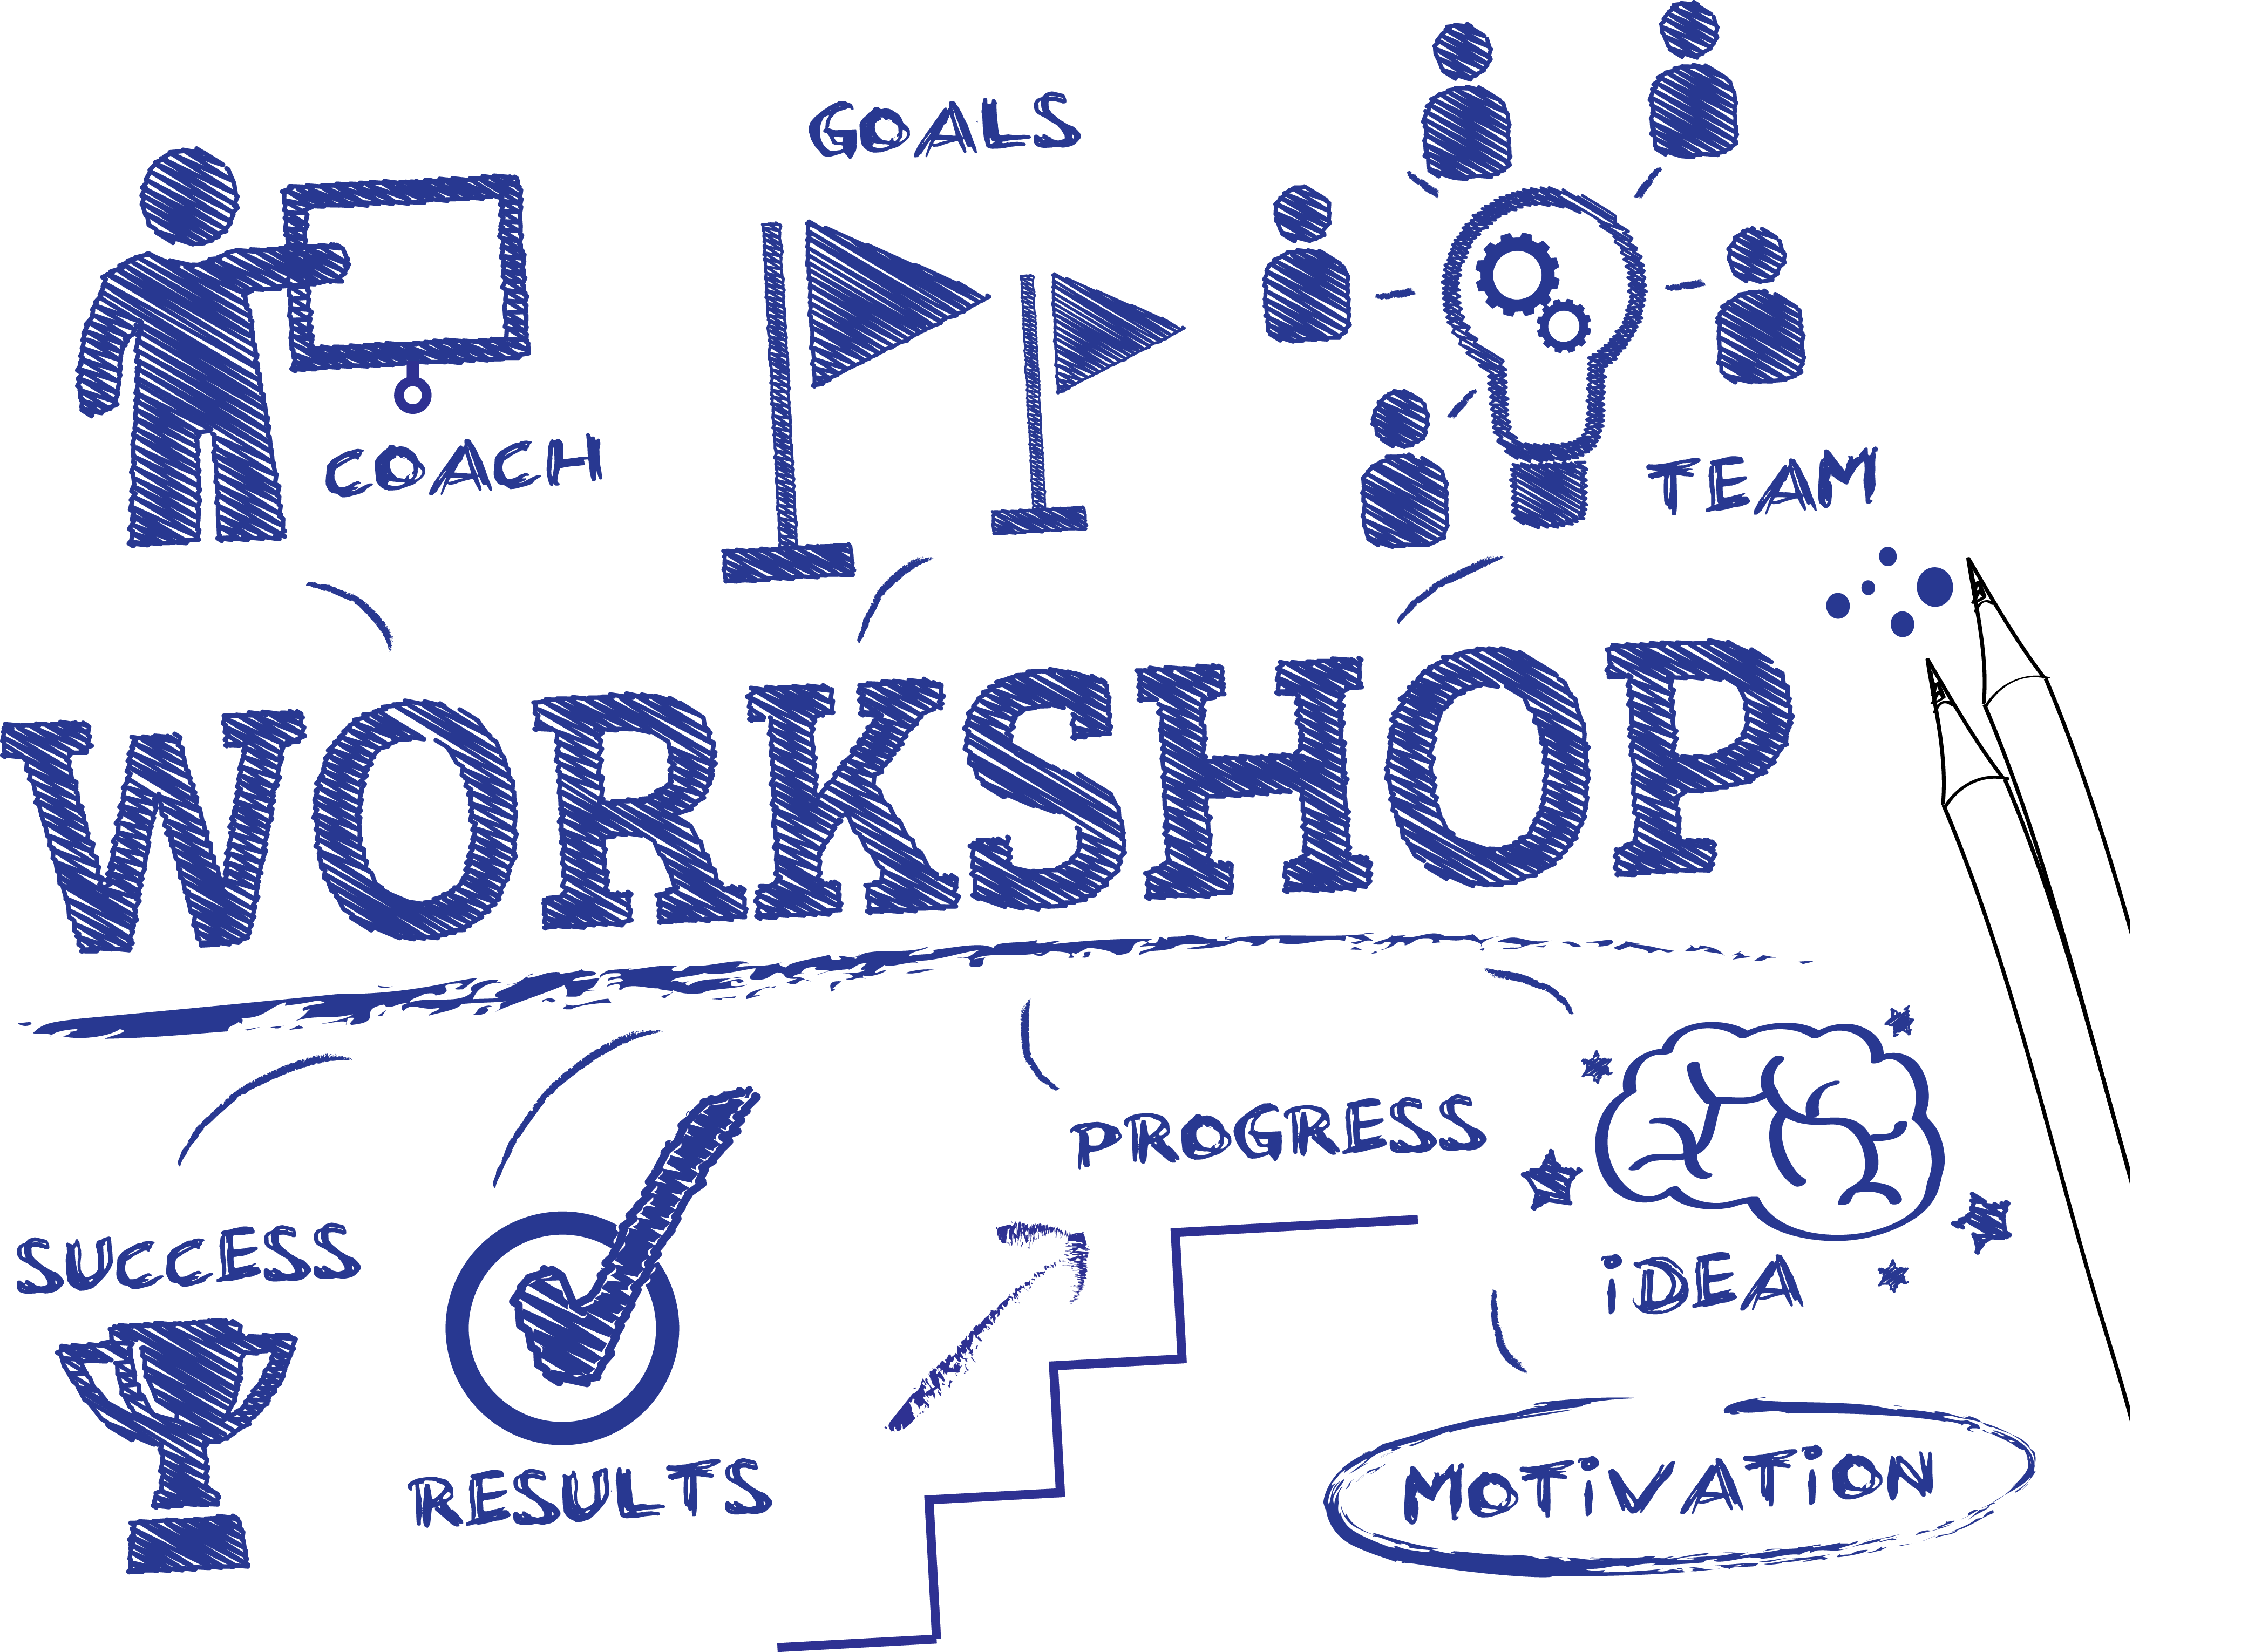 GOALS
COACH
TEAM
WORKSHOP
PROGRESS
SUCCESS
iDEA
RESULTS
MOTiVATiON